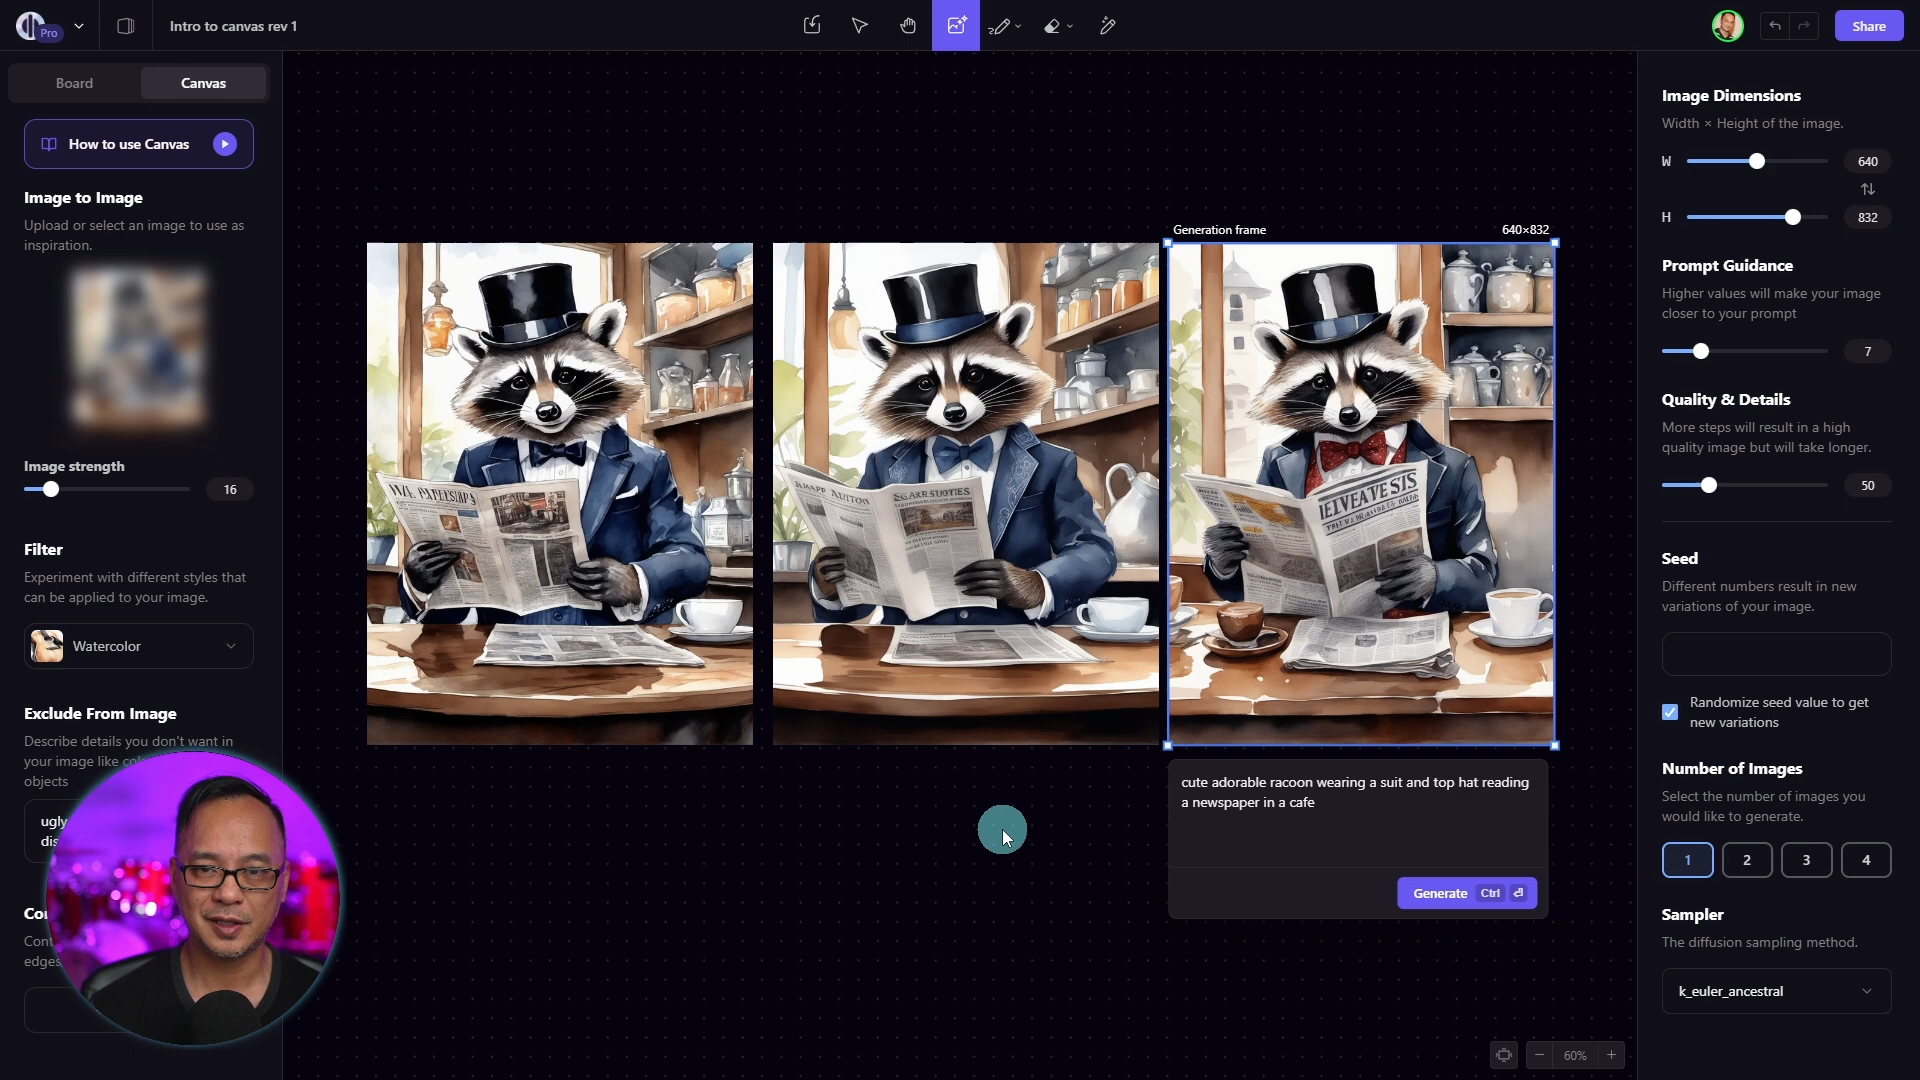 Pro
Intro to canvas rev 1
Share
Board
Canvas
How to use Canvas
Image to Image
Upload or select an image to use as
inspiration.
Image strength
16
Filter
Experiment with different styles that
can be applied to your image.
Watercolor
Exclude From Image
Describe details you don't want in
your image like
objects
ugly
Generation frame
640×832
cute adorable racoon wearing a suit and top hat reading
a newspaper in a cafe
Generate Ctrl
60%
Image Dimensions
Width × Height of the image.
W
640
H
832
Prompt Guidance
Higher values will make your image
closer to your prompt
7
Quality & Details
More steps will result in a high
quality image but will take longer.
50
Seed
Different numbers result in new
variations of your image.
Randomize seed value to get
new variations
Number of Images
Select the number of images you
would like to generate.
1
2
3
4
Sampler
The diffusion sampling method.
k_euler_ancestral